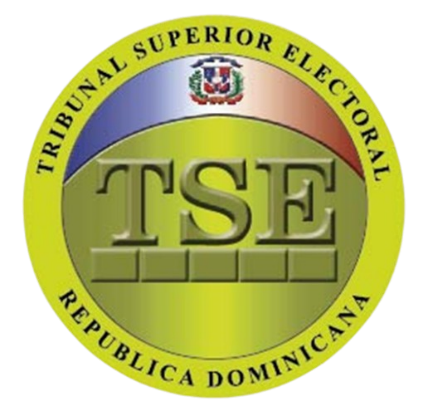 TRIBUNAL SUPERIOR ELECTORAL
TSE
REPUBLICA DOMINICANA